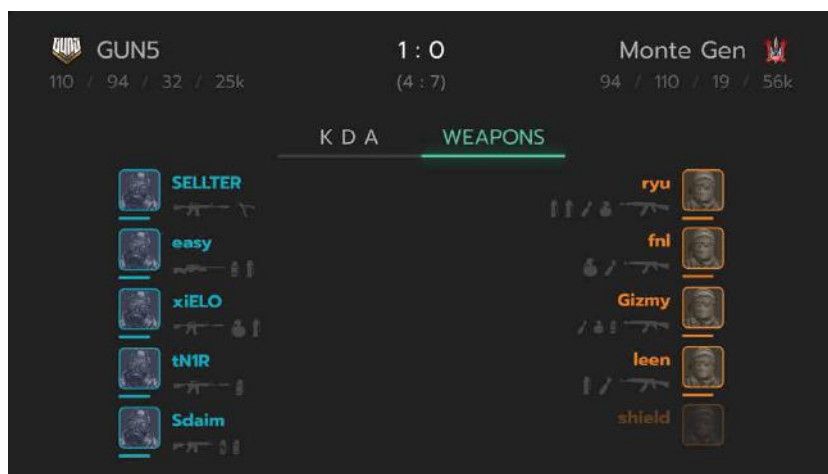 GUN5 1 : 0 Monte Gen
110 / 94 / 32 / 25k (4 : 7) 94 / 110 / 19 / 56k
K D A WEAPONS
SELLTER ryu
easy fnl
xiELO Gizmy
tN1R leen
Sdaim shield